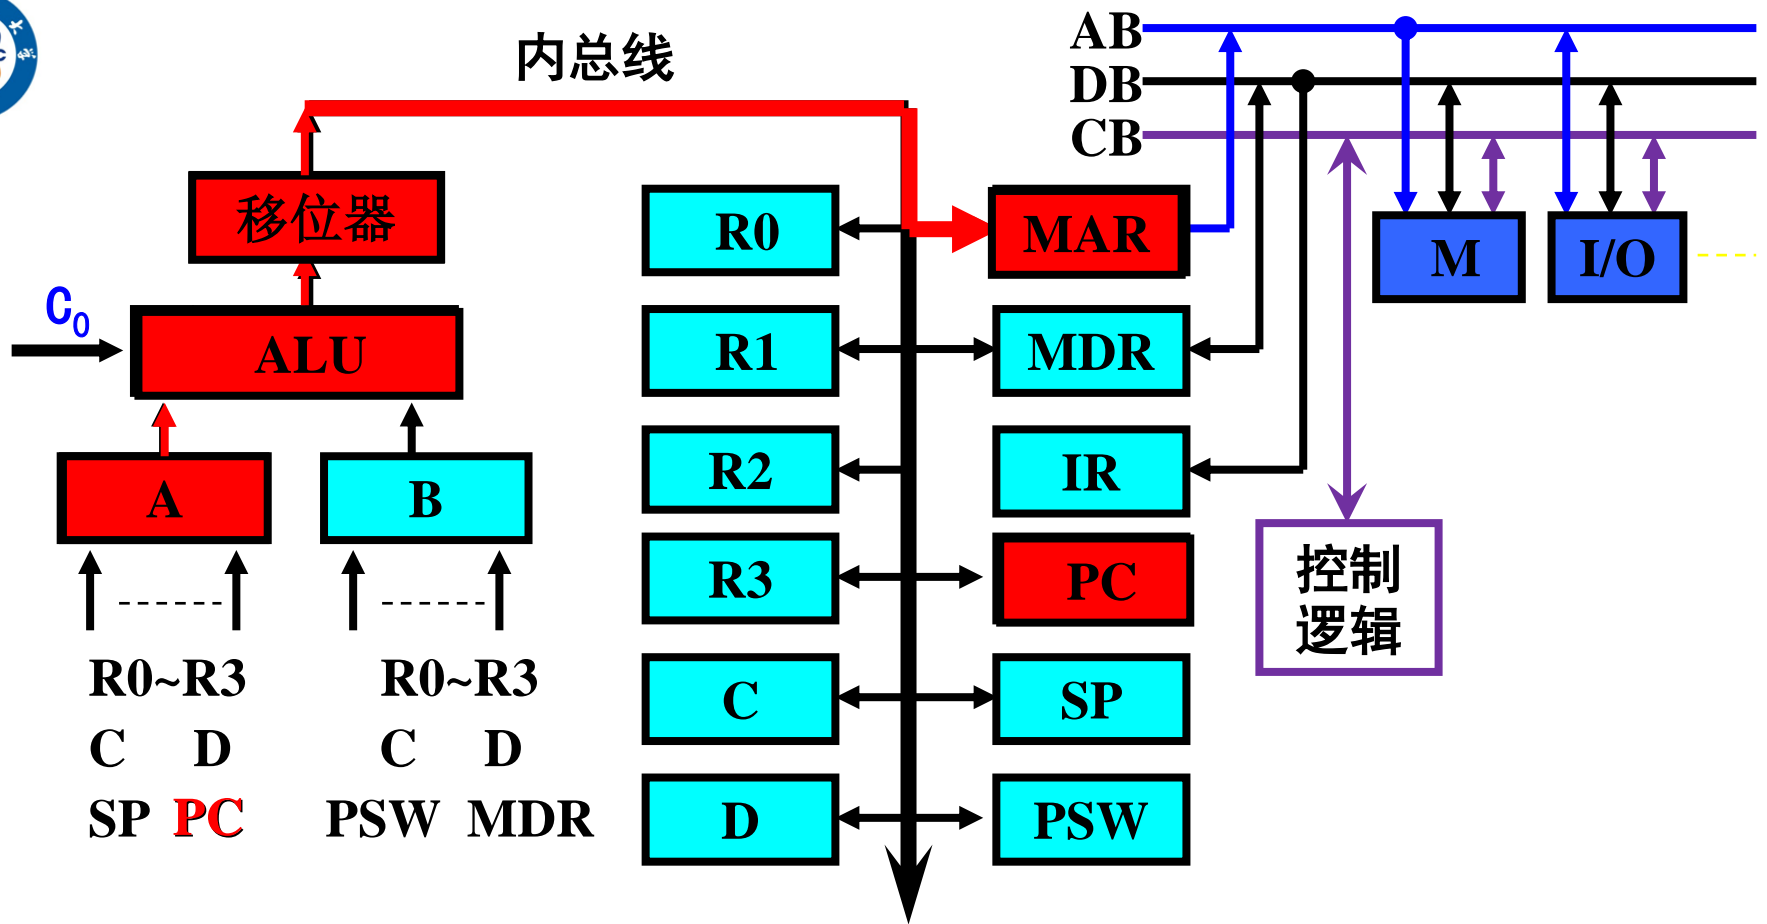 内总线
AB
DB
CB
移位器
R0
MAR
M
I/O
C0
ALU
R1
MDR
A
B
R2
IR
R3
PC
控制
逻辑
R0~R3
R0~R3
C
SP
C D
C D
SP PC
PSW MDR
D
PSW